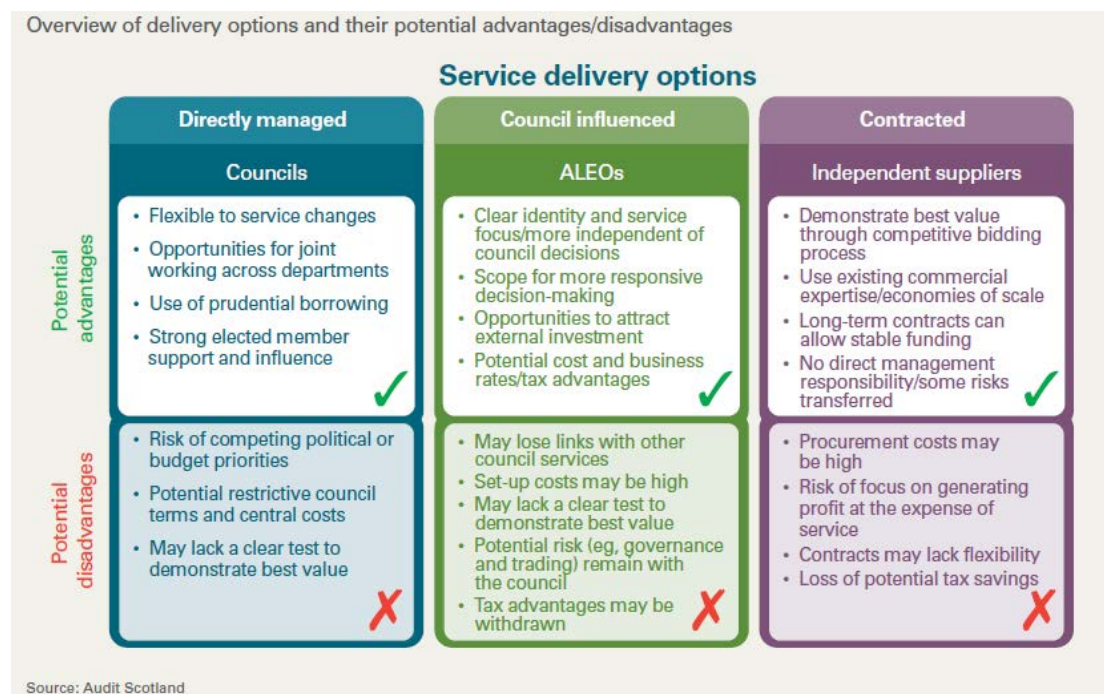 Overview of delivery options and their potential advantages/disadvantages
Service delivery options
Directly managed
Councils
Potential advantages
• Flexible to service changes
• Opportunities for joint
working across departments
• Use of prudential borrowing
• Strong elected member
support and influence
Potential disadvantages
• Risk of competing political or
budget priorities
• Potential restrictive council
terms and central costs
• May lack a clear test to
demonstrate best value
Council influenced
ALEOs
• Clear identity and service
focus/more independent of
council decisions
• Scope for more responsive
decision-making
• Opportunities to attract
external investment
• Potential cost and business
rates/tax advantages
• May lose links with other
council services
• Set-up costs may be high
• May lack a clear test to
demonstrate best value
• Potential risk (eg, governance
and trading) remain with
the council
• Tax advantages may be
withdrawn
Contracted
Independent suppliers
• Demonstrate best value
through competitive bidding
process
• Use existing commercial
expertise/economies of scale
• Long-term contracts can
allow stable funding
• No direct management
responsibility/some risks
transferred
• Procurement costs may
be high
• Risk of focus on generating
profit at the expense of
service
• Contracts may lack flexibility
• Loss of potential tax savings
Source: Audit Scotland